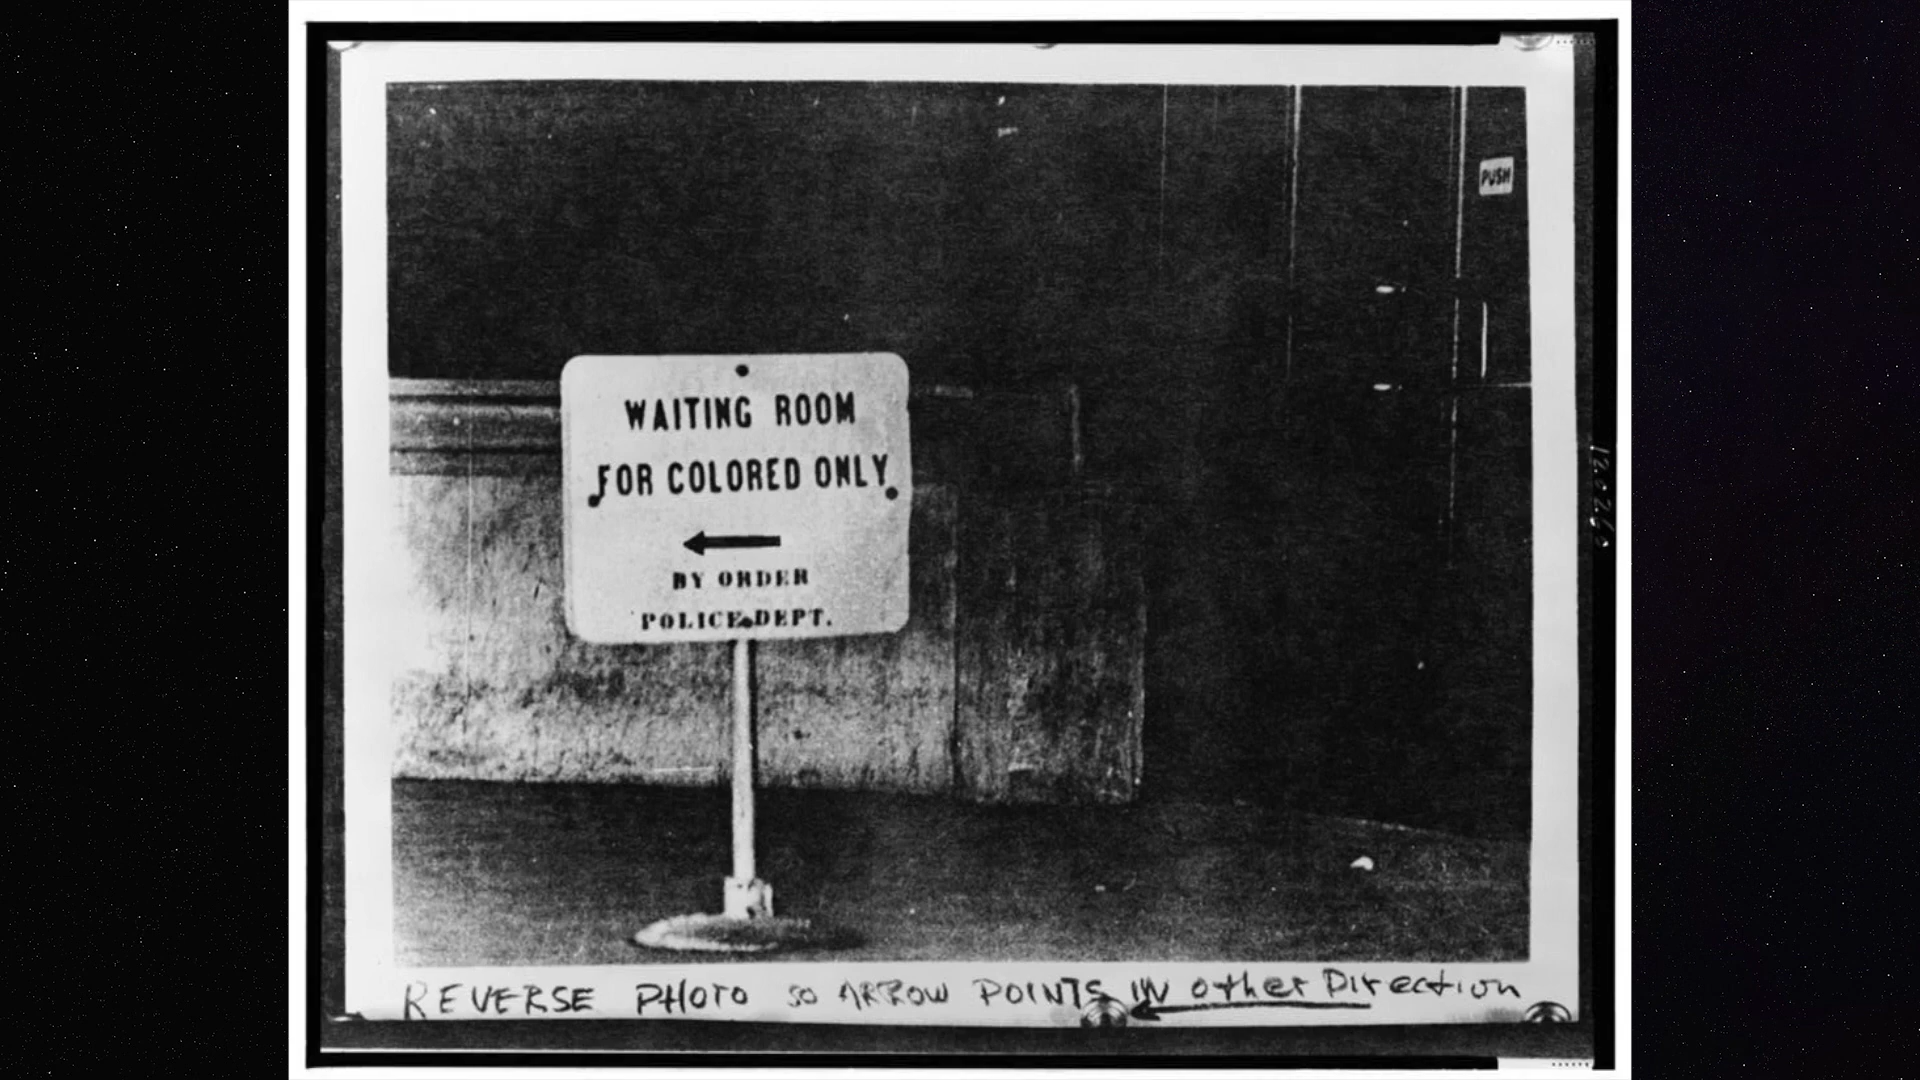 PUSH
WAITING ROOM
FOR COLORED ONLY
BY ORDER
POLICE DEPT.
REVERSE PHOTO SO ARROW POINTS IN other Direction